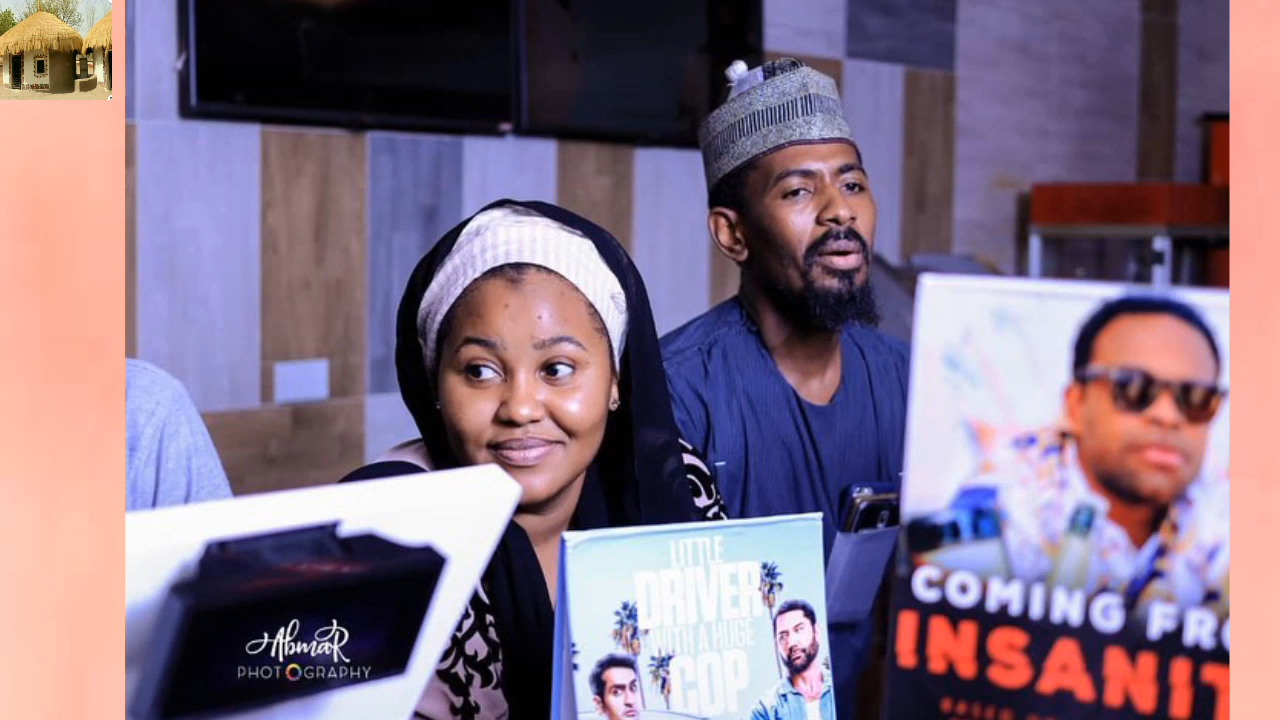 LITTLE
DRIVER
WITH A HUGE
COP
COMING FRO
INSANIT
AbmaR
PHOTOGRAPHY